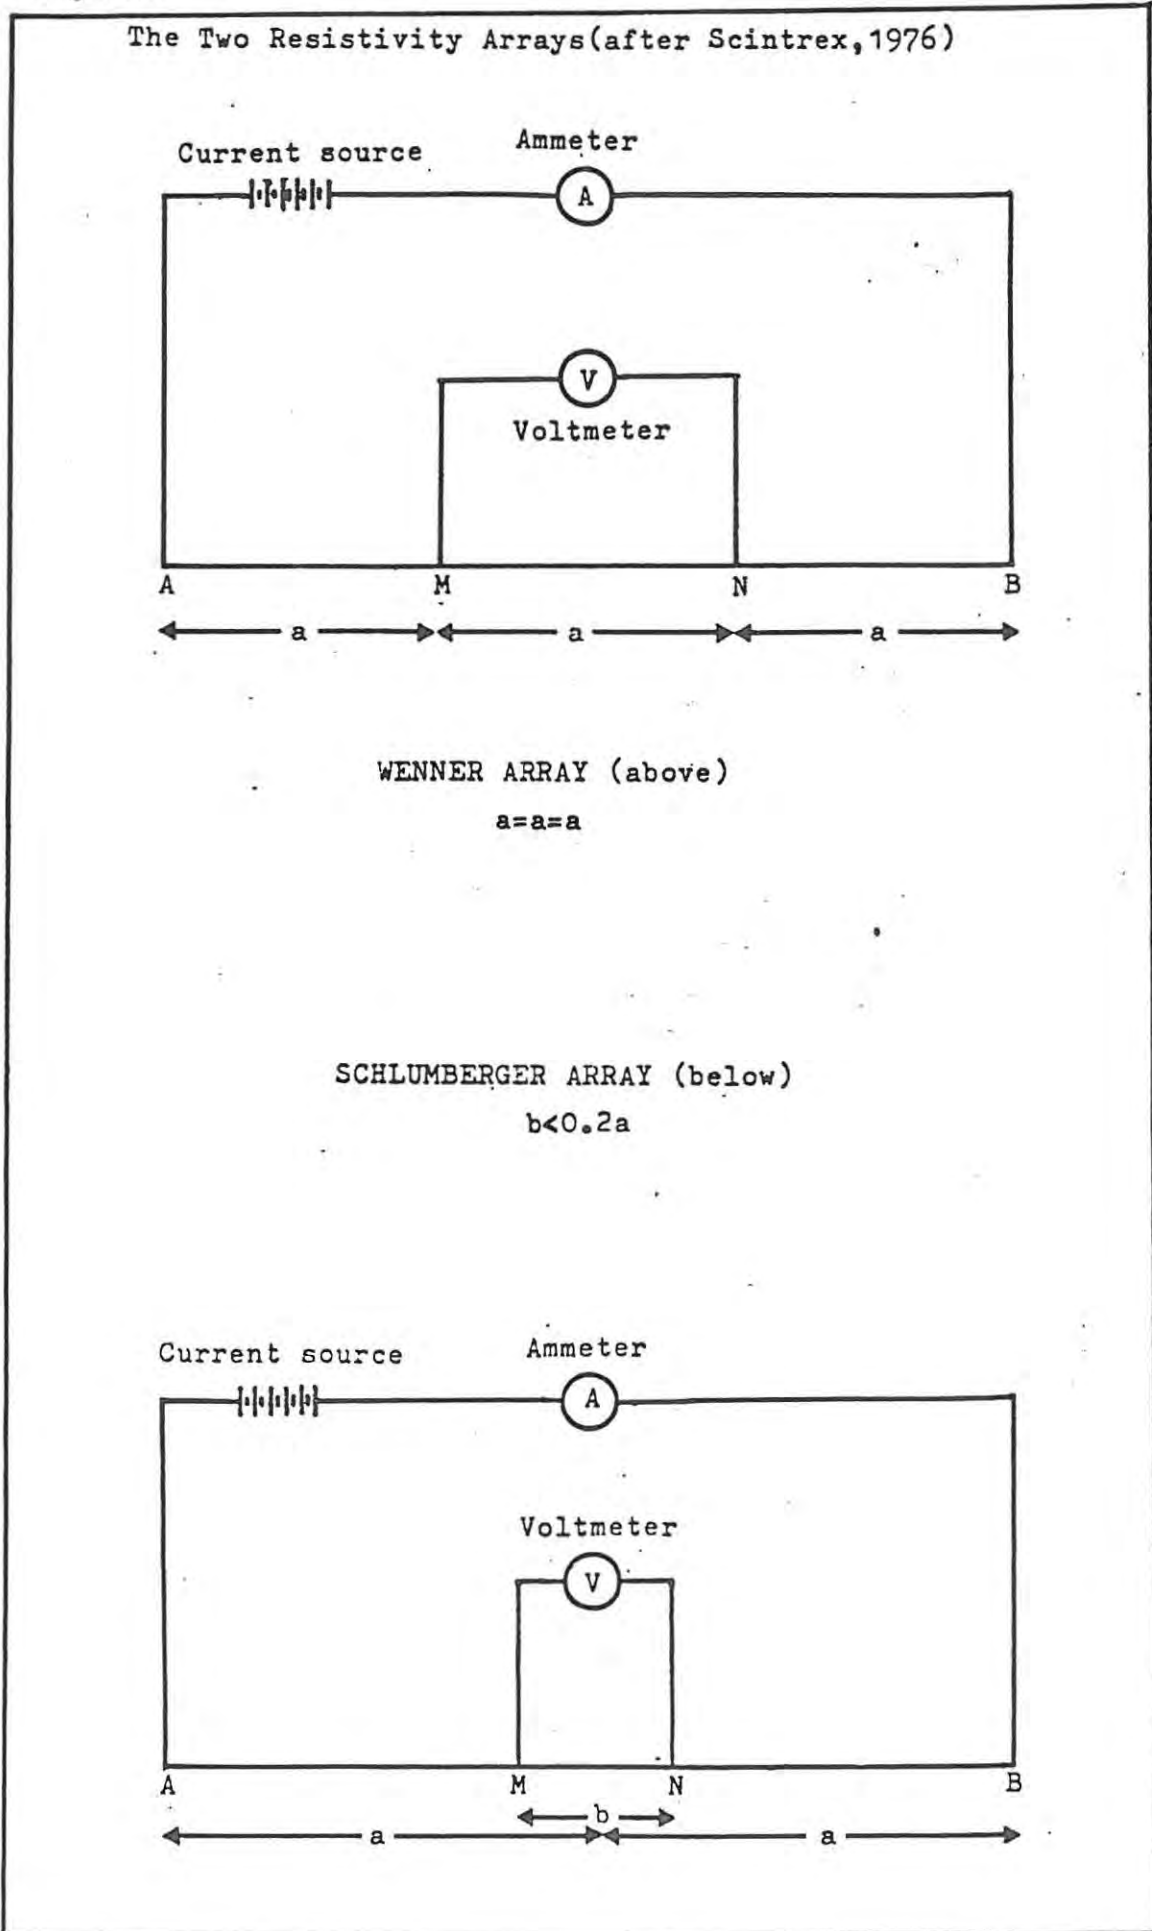 The Two Resistivity Arrays(after Scintrex,1976)
Current source
Ammeter
A
V
Voltmeter
A M N B
a a a
WENNER ARRAY (above)
a=a=a
SCHLUMBERGER ARRAY (below)
b<0.2a
Current source
Ammeter
A
Voltmeter
V
A M N B
b
a a